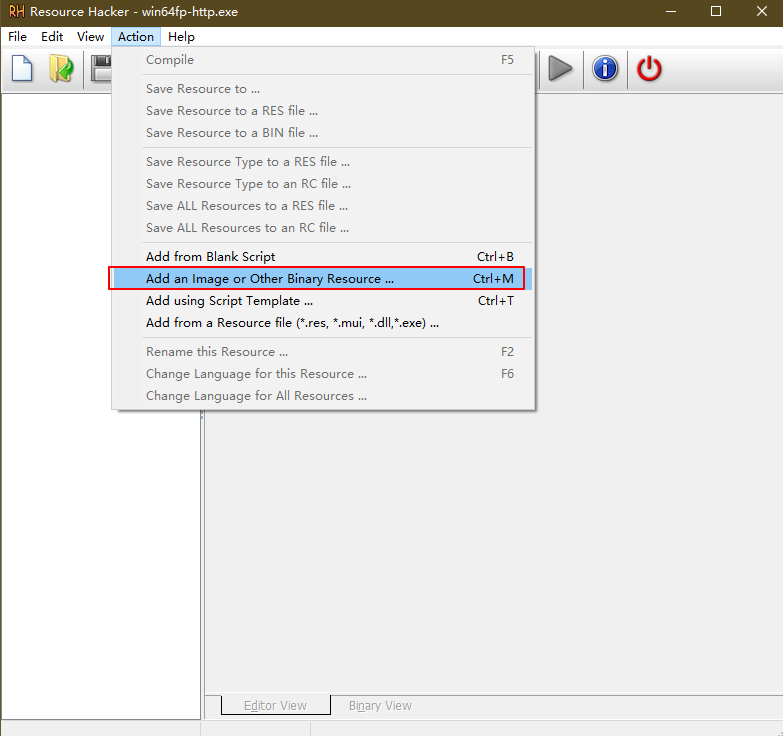 RH Resource Hacker - win64fp-http.exe
File Edit View Action Help
Compile F5
Save Resource to ...
Save Resource to a RES file ...
Save Resource to a BIN file ...
Save Resource Type to a RES file ...
Save Resource Type to an RC file ...
Save ALL Resources to a RES file ...
Save ALL Resources to an RC file ...
Add from Blank Script Ctrl+B
Add an Image or Other Binary Resource ... Ctrl+M
Add using Script Template ... Ctrl+T
Add from a Resource file (*.res, *.mui, *.dll,*.exe) ...
Rename this Resource ... F2
Change Language for this Resource ... F6
Change Language for All Resources ...
Editor View Binary View